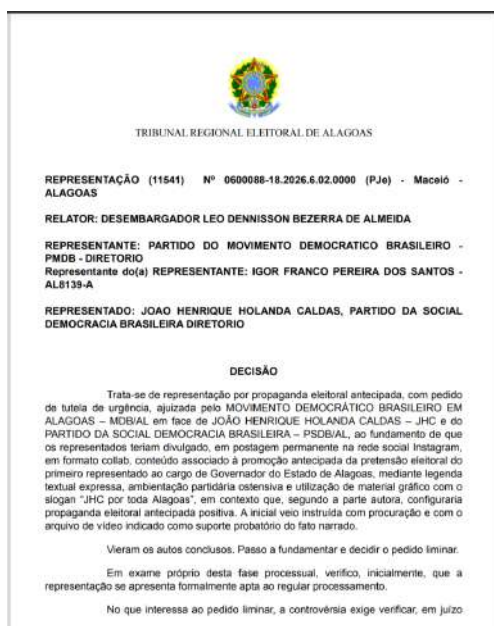 TRIBUNAL REGIONAL ELEITORAL DE ALAGOAS
REPRESENTAÇÃO (11541) Nº 0600088-18.2026.6.02.0000 (PJe) - Maceió -
ALAGOAS
RELATOR: DESEMBARGADOR LEO DENNISSON BEZERRA DE ALMEIDA
REPRESENTANTE: PARTIDO DO MOVIMENTO DEMOCRATICO BRASILEIRO -
PMDB - DIRETORIO
Representante do(a) REPRESENTANTE: IGOR FRANCO PEREIRA DOS SANTOS -
AL8139-A
REPRESENTADO: JOAO HENRIQUE HOLANDA CALDAS, PARTIDO DA SOCIAL
DEMOCRACIA BRASILEIRA DIRETORIO
DECISÃO
Trata-se de representação por propaganda eleitoral antecipada, com pedido
de tutela de urgência, ajuizada pelo MOVIMENTO DEMOCRÁTICO BRASILEIRO EM
ALAGOAS – MDB/AL em face de JOÃO HENRIQUE HOLANDA CALDAS – JHC e do
PARTIDO DA SOCIAL DEMOCRACIA BRASILEIRA – PSDB/AL, ao fundamento de que
os representados teriam divulgado, em postagem permanente na rede social Instagram,
em formato collab, conteúdo associado à promoção antecipada da pretensão eleitoral do
primeiro representado ao cargo de Governador do Estado de Alagoas, mediante legenda
textual expressa, ambientação partidária ostensiva e utilização de material gráfico com o
slogan "JHC por toda Alagoas", em contexto que, segundo a parte autora, configuraria
propaganda eleitoral antecipada positiva. A inicial veio instruída com procuração e com o
arquivo de vídeo indicado como suporte probatório do fato narrado.
Vieram os autos conclusos. Passo a fundamentar e decidir o pedido liminar.
Em exame próprio desta fase processual, verifico, inicialmente, que a
representação se apresenta formalmente apta ao regular processamento.
No que interessa ao pedido liminar, a controvérsia exige verificar, em juízo